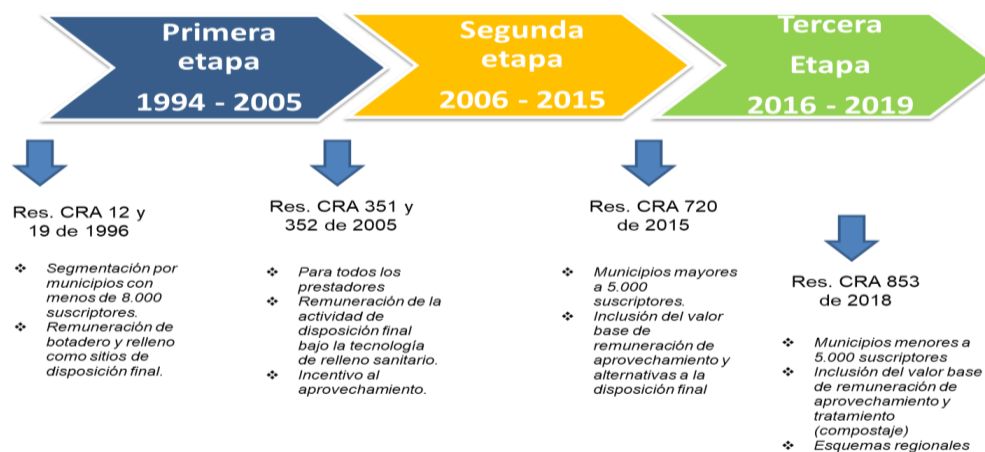 Primera
etapa
1994 - 2005
Segunda
etapa
2006 - 2015
Tercera
Etapa
2016 - 2019
Res. CRA 12 y
19 de 1996
❖ Segmentación por
municipios con
menos de 8.000
suscriptores.
❖ Remuneración de
botadero y relleno
como sitios de
disposición final.
Res. CRA 351 y
352 de 2005
❖ Para todos los
prestadores
❖ Remuneración de la
actividad de
disposición final
bajo la tecnología
de relleno sanitario.
❖ Incentivo al
aprovechamiento.
Res. CRA 720
de 2015
❖ Municipios mayores
a 5.000
suscriptores.
❖ Inclusión del valor
base de
remuneración de
aprovechamiento y
alternativas a la
disposición final
Res. CRA 853
de 2018
❖ Municipios menores a
5.000 suscriptores
❖ Inclusión del valor base
de remuneración de
aprovechamiento y
tratamiento
(compostaje)
❖ Esquemas regionales